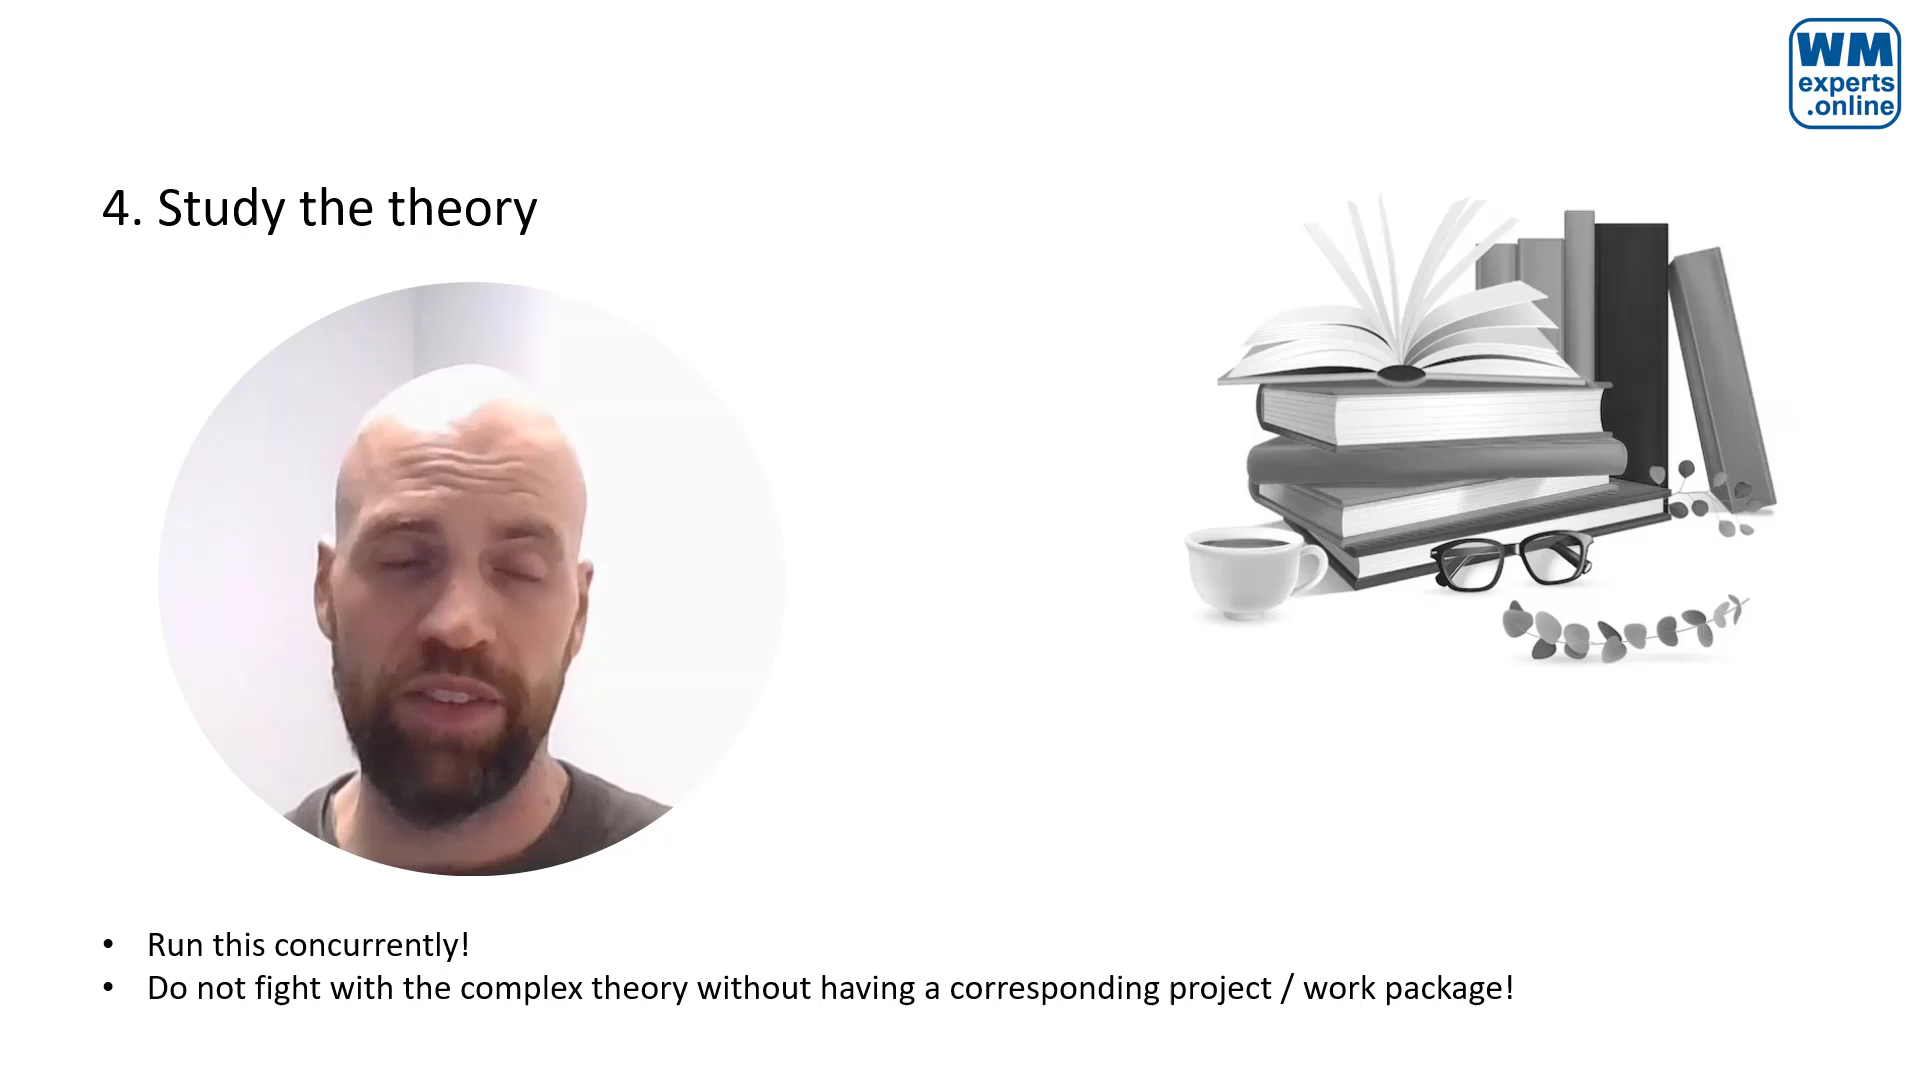 WM
experts
.online
4. Study the theory
• Run this concurrently!
• Do not fight with the complex theory without having a corresponding project / work package!